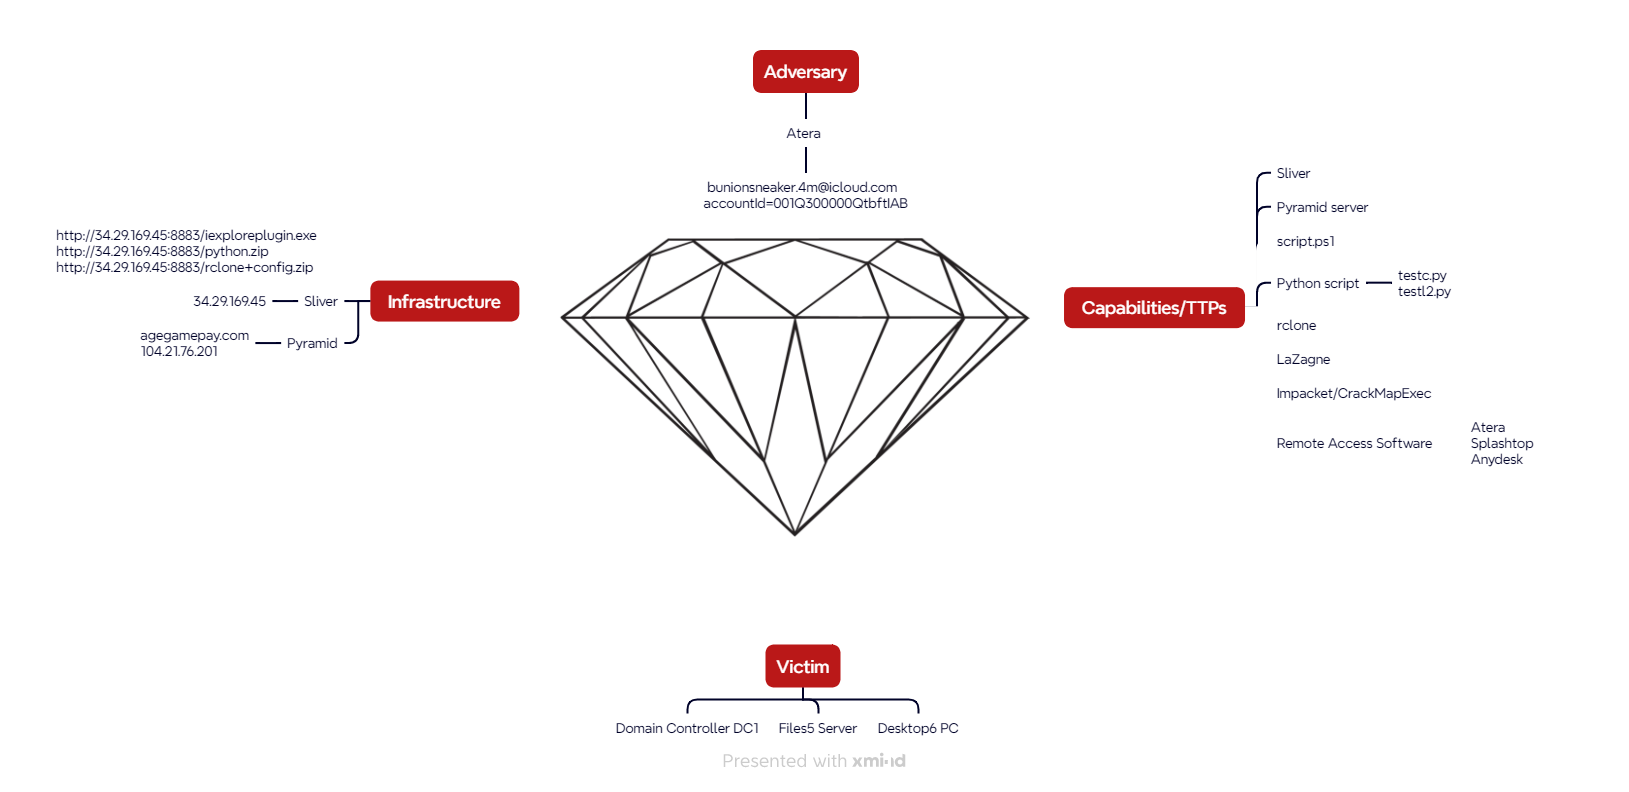 Adversary
Atera
bunionsneaker.4m@icloud.com
accountId=001Q300000QtbftIAB
http://34.29.169.45:8883/iexploreplugin.exe
http://34.29.169.45:8883/python.zip
http://34.29.169.45:8883/rclone+config.zip
34.29.169.45
Sliver
Infrastructure
agegamepay.com
104.21.76.201
Pyramid
Capabilities/TTPs
Sliver
Pyramid server
script.ps1
Python script
testc.py
testl2.py
rclone
LaZagne
Impacket/CrackMapExec
Remote Access Software
Atera
Splashtop
Anydesk
Victim
Domain Controller DC1
Files5 Server
Desktop6 PC
Presented with xmind